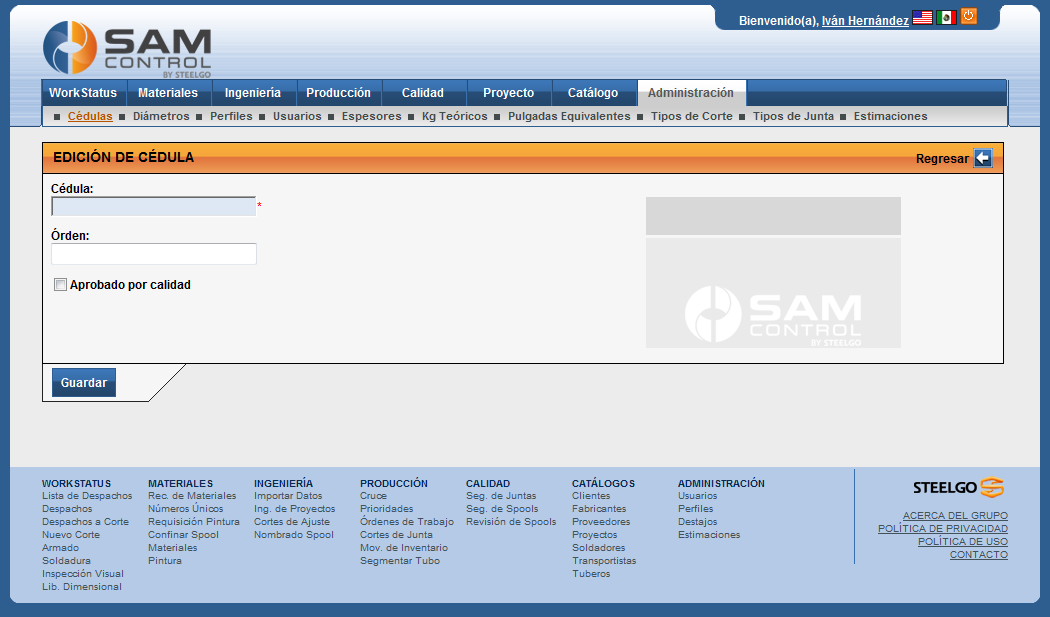 Bienvenido(a), Iván Hernández
SAM
CONTROL
BY STEELGO
WorkStatus Materiales Ingeniería Producción Calidad Proyecto Catálogo Administración
Cédulas Diámetros Perfiles Usuarios Espesores Kg Teóricos Pulgadas Equivalentes Tipos de Corte Tipos de Junta Estimaciones
EDICIÓN DE CÉDULA Regresar
Cédula:
*
Órden:
Aprobado por calidad
SAM
CONTROL
BY STEELGO
Guardar
WORKSTATUS
Lista de Despachos
Despachos
Despachos a Corte
Nuevo Corte
Armado
Soldadura
Inspección Visual
Lib. Dimensional
MATERIALES
Rec. de Materiales
Números Únicos
Requisición Pintura
Confinar Spool
Materiales
Pintura
INGENIERÍA
Importar Datos
Ing. de Proyectos
Cortes de Ajuste
Nombrado Spool
PRODUCCIÓN
Cruce
Prioridades
Órdenes de Trabajo
Cortes de Junta
Mov. de Inventario
Segmentar Tubo
CALIDAD
Seg. de Juntas
Seg. de Spools
Revisión de Spools
CATÁLOGOS
Clientes
Fabricantes
Proveedores
Proyectos
Soldadores
Transportistas
Tuberos
ADMINISTRACIÓN
Usuarios
Perfiles
Destajos
Estimaciones
STEELGO
ACERCA DEL GRUPO
POLÍTICA DE PRIVACIDAD
POLÍTICA DE USO
CONTACTO